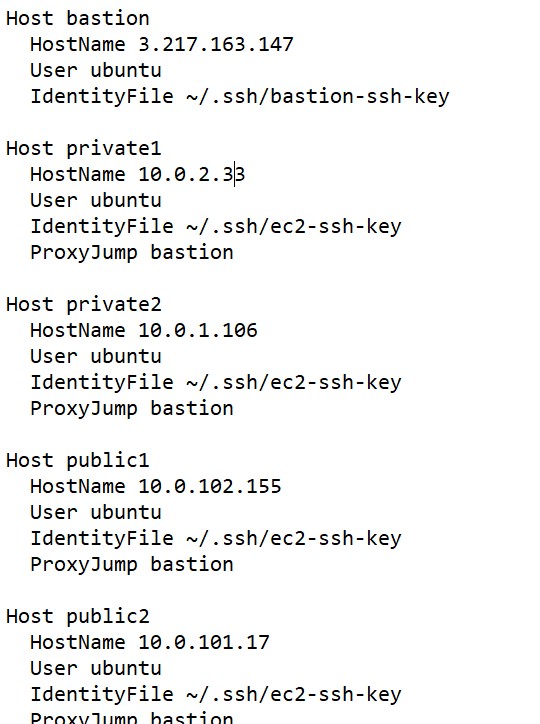 Host bastion
  HostName 3.217.163.147
  User ubuntu
  IdentityFile ~/.ssh/bastion-ssh-key

Host private1
  HostName 10.0.2.33
  User ubuntu
  IdentityFile ~/.ssh/ec2-ssh-key
  ProxyJump bastion

Host private2
  HostName 10.0.1.106
  User ubuntu
  IdentityFile ~/.ssh/ec2-ssh-key
  ProxyJump bastion

Host public1
  HostName 10.0.102.155
  User ubuntu
  IdentityFile ~/.ssh/ec2-ssh-key
  ProxyJump bastion

Host public2
  HostName 10.0.101.17
  User ubuntu
  IdentityFile ~/.ssh/ec2-ssh-key
  ProxyJump bastion